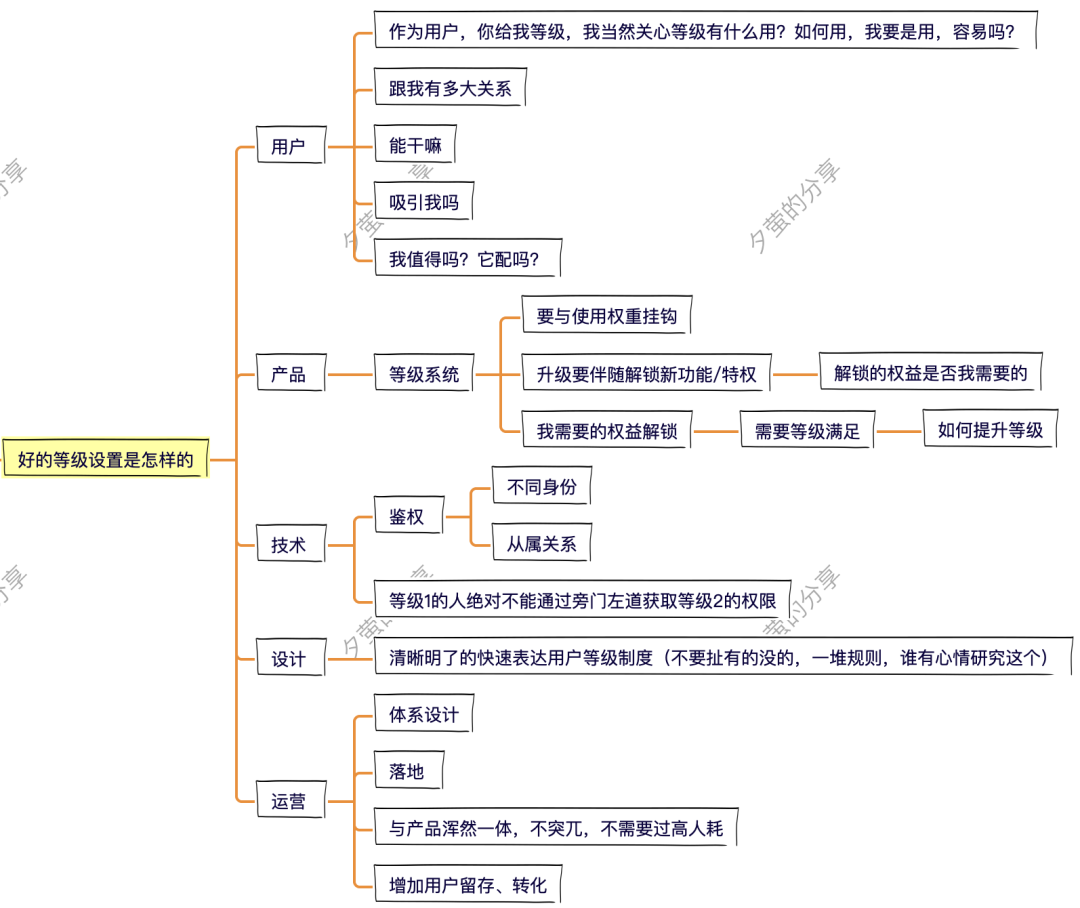 作为用户，你给我等级，我当然关心等级有什么用？如何用，我要是用，容易吗？
跟我有多大关系
用户
能干嘛
吸引我吗
我值得吗？它配吗？
要与使用权重挂钩
产品
等级系统
升级要伴随解锁新功能/特权
解锁的权益是否我需要的
我需要的权益解锁
需要等级满足
如何提升等级
好的等级设置是怎样的
不同身份
鉴权
从属关系
技术
等级1的人绝对不能通过旁门左道获取等级2的权限
设计
清晰明了的快速表达用户等级制度（不要扯有的没的，一堆规则，谁有心情研究这个）
体系设计
落地
运营
与产品浑然一体，不突兀，不需要过高人耗
增加用户留存、转化
夕萤的分享